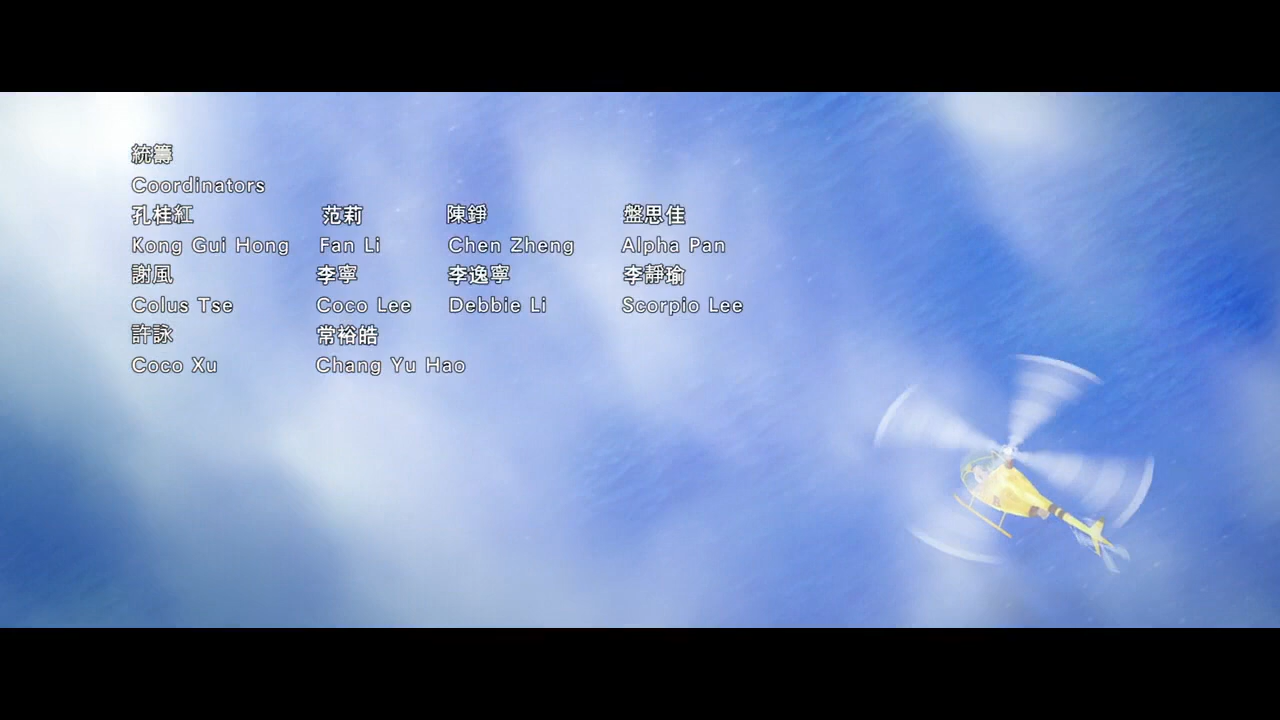 統籌
Coordinators
孔桂紅 范莉 陳錚 盤思佳
Kong Gui Hong Fan Li Chen Zheng Alpha Pan
謝風 李寧 李逸寧 李靜瑜
Colus Tse Coco Lee Debbie Li Scorpio Lee
許詠 常裕皓
Coco Xu Chang Yu Hao